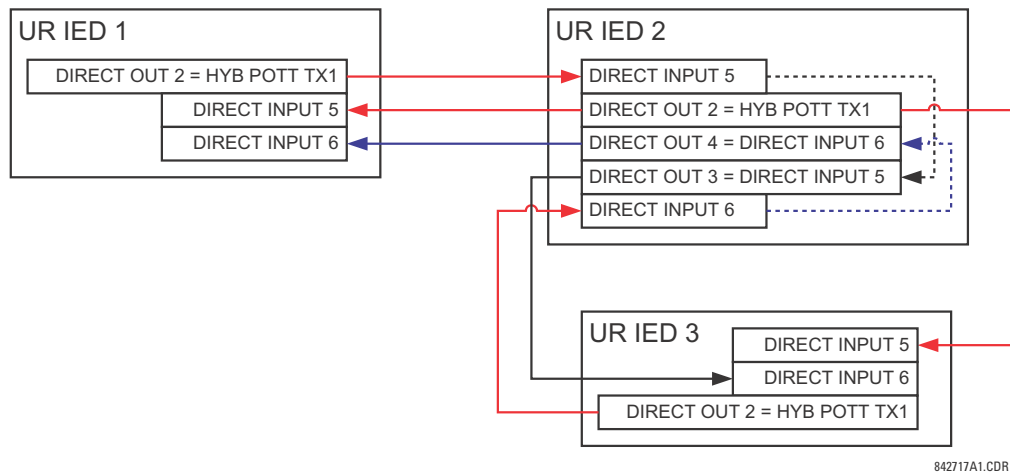 UR IED 1
DIRECT OUT 2 = HYB POTT TX1
DIRECT INPUT 5
DIRECT INPUT 6
UR IED 2
DIRECT INPUT 5
DIRECT OUT 2 = HYB POTT TX1
DIRECT OUT 4 = DIRECT INPUT 6
DIRECT OUT 3 = DIRECT INPUT 5
DIRECT INPUT 6
UR IED 3
DIRECT INPUT 5
DIRECT INPUT 6
DIRECT OUT 2 = HYB POTT TX1
842717A1.CDR